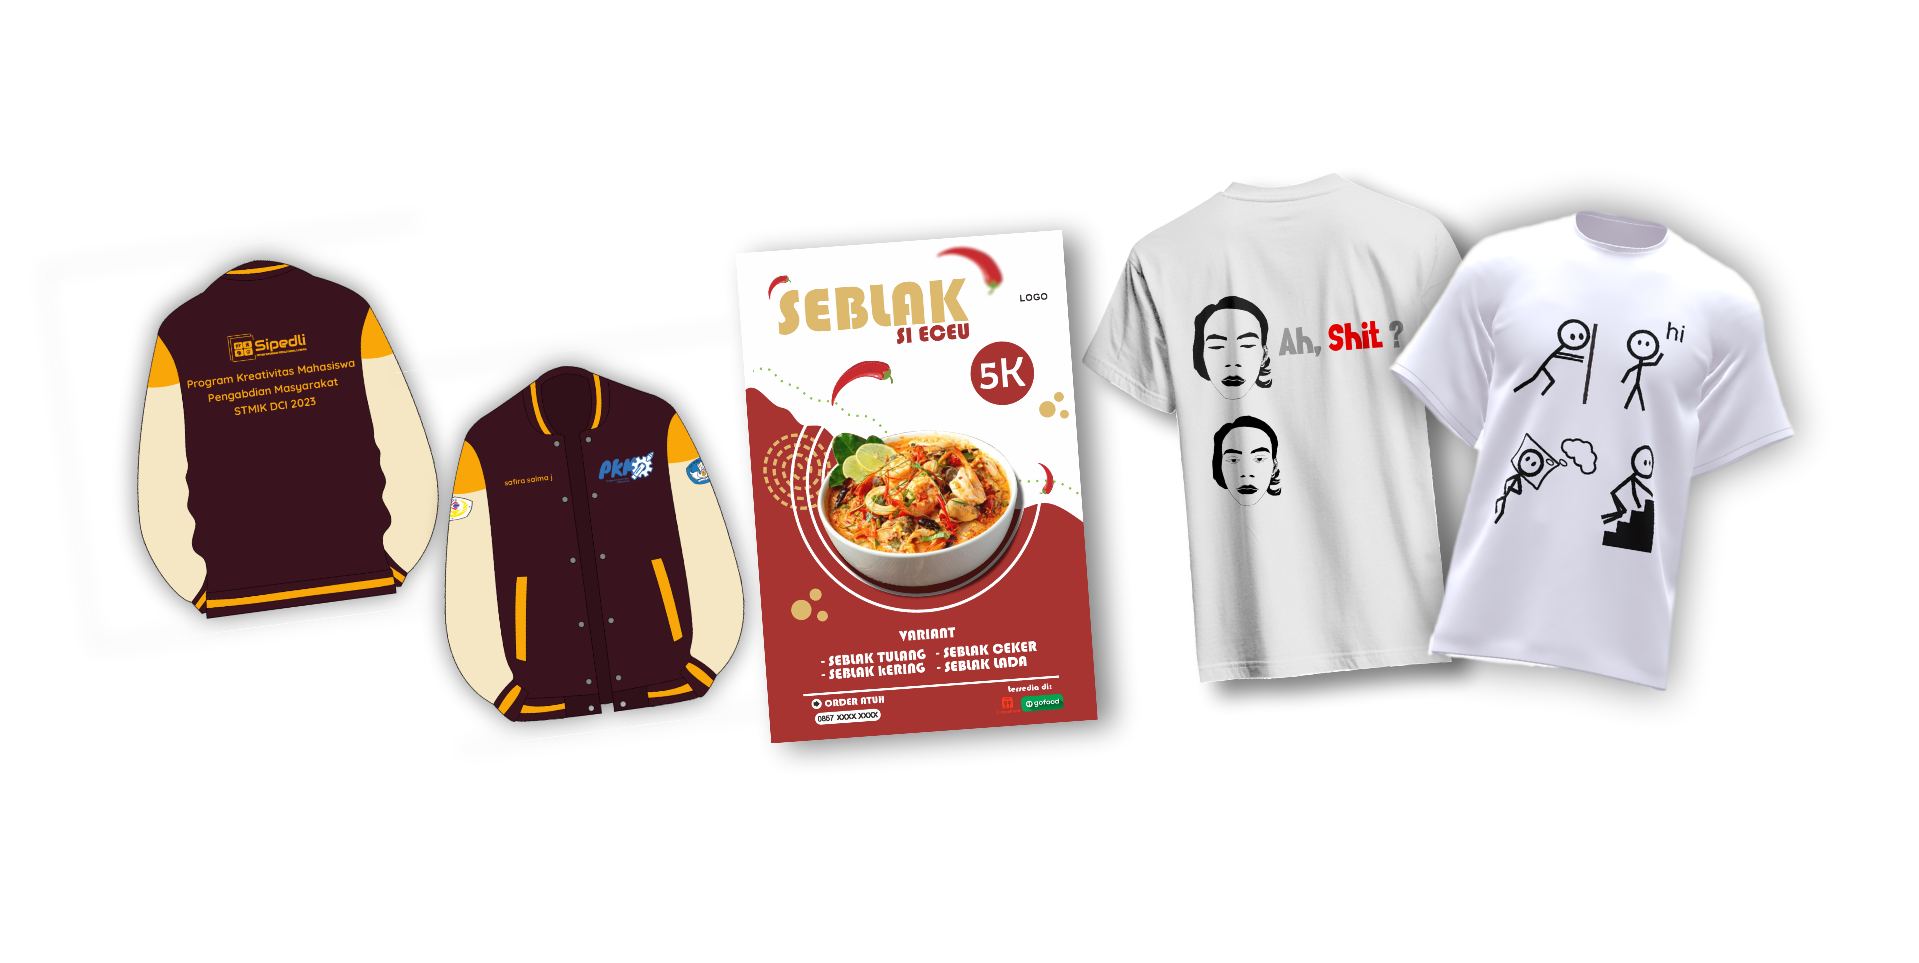 Sipedli
Program Kreativitas Mahasiswa
Pengabdian Masyarakat
STMIK DCI 2023
safira salma j
PKM
SEBLAK
SI ECEU
LOGO
5K
VARIANT
- SEBLAK TULANG - SEBLAK CEKER
- SEBLAK KERING - SEBLAK LADA
terredia di:
ORDER ATUH
gofood
0857 XXXX XXXX
Ah, Shit ?
hi